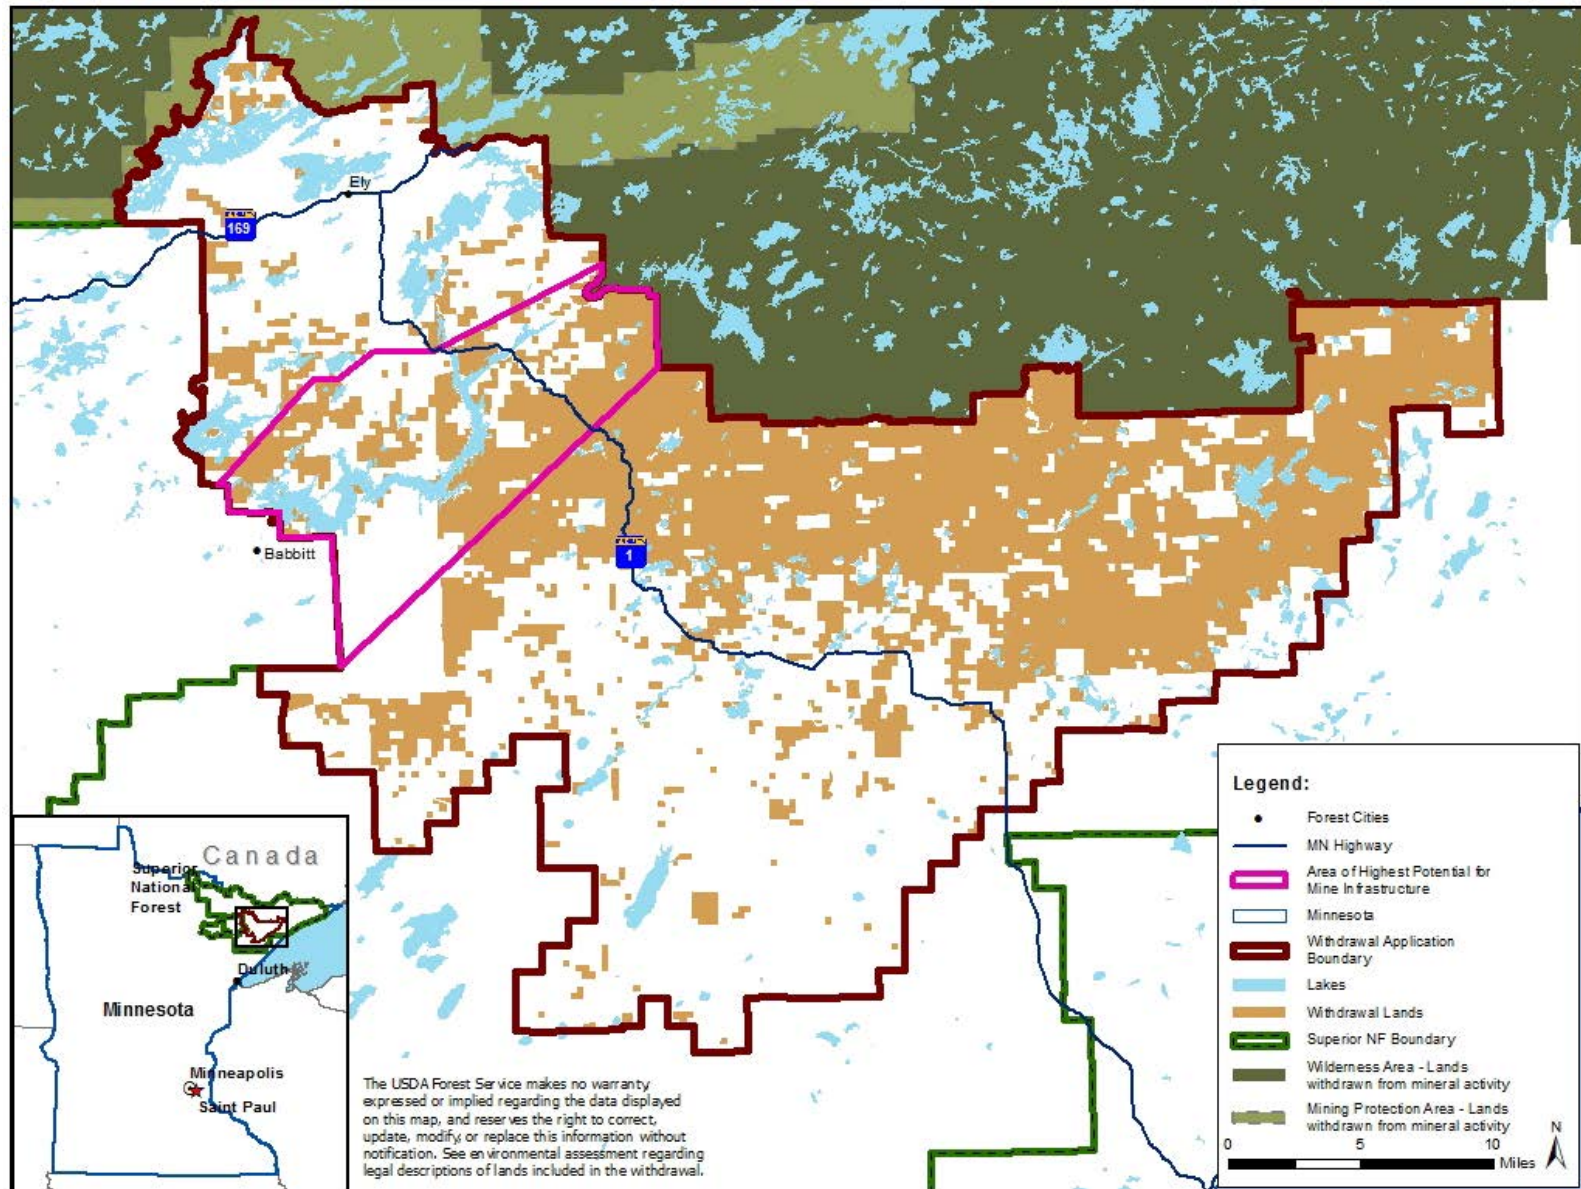 Ely
169
Babbitt
1
Canada
Superior
National
Forest
Duluth
Minnesota
Minneapolis
Saint Paul
The USDA Forest Service makes no warranty,
expressed or implied regarding the data displayed
on this map, and reserves the right to correct,
update, modify, or replace this information without
notification. See environmental assessment regarding
legal descriptions of lands included in the withdrawal.
Legend:
Forest Cities
MN Highway
Area of Highest Potential for
Mine Infrastructure
Minnesota
Withdrawal Application
Boundary
Lakes
Withdrawal Lands
Superior NF Boundary
Wilderness Area - Lands
withdrawn from mineral activity
Mining Protection Area - Lands
withdrawn from mineral activity
N
0 5 10
Miles